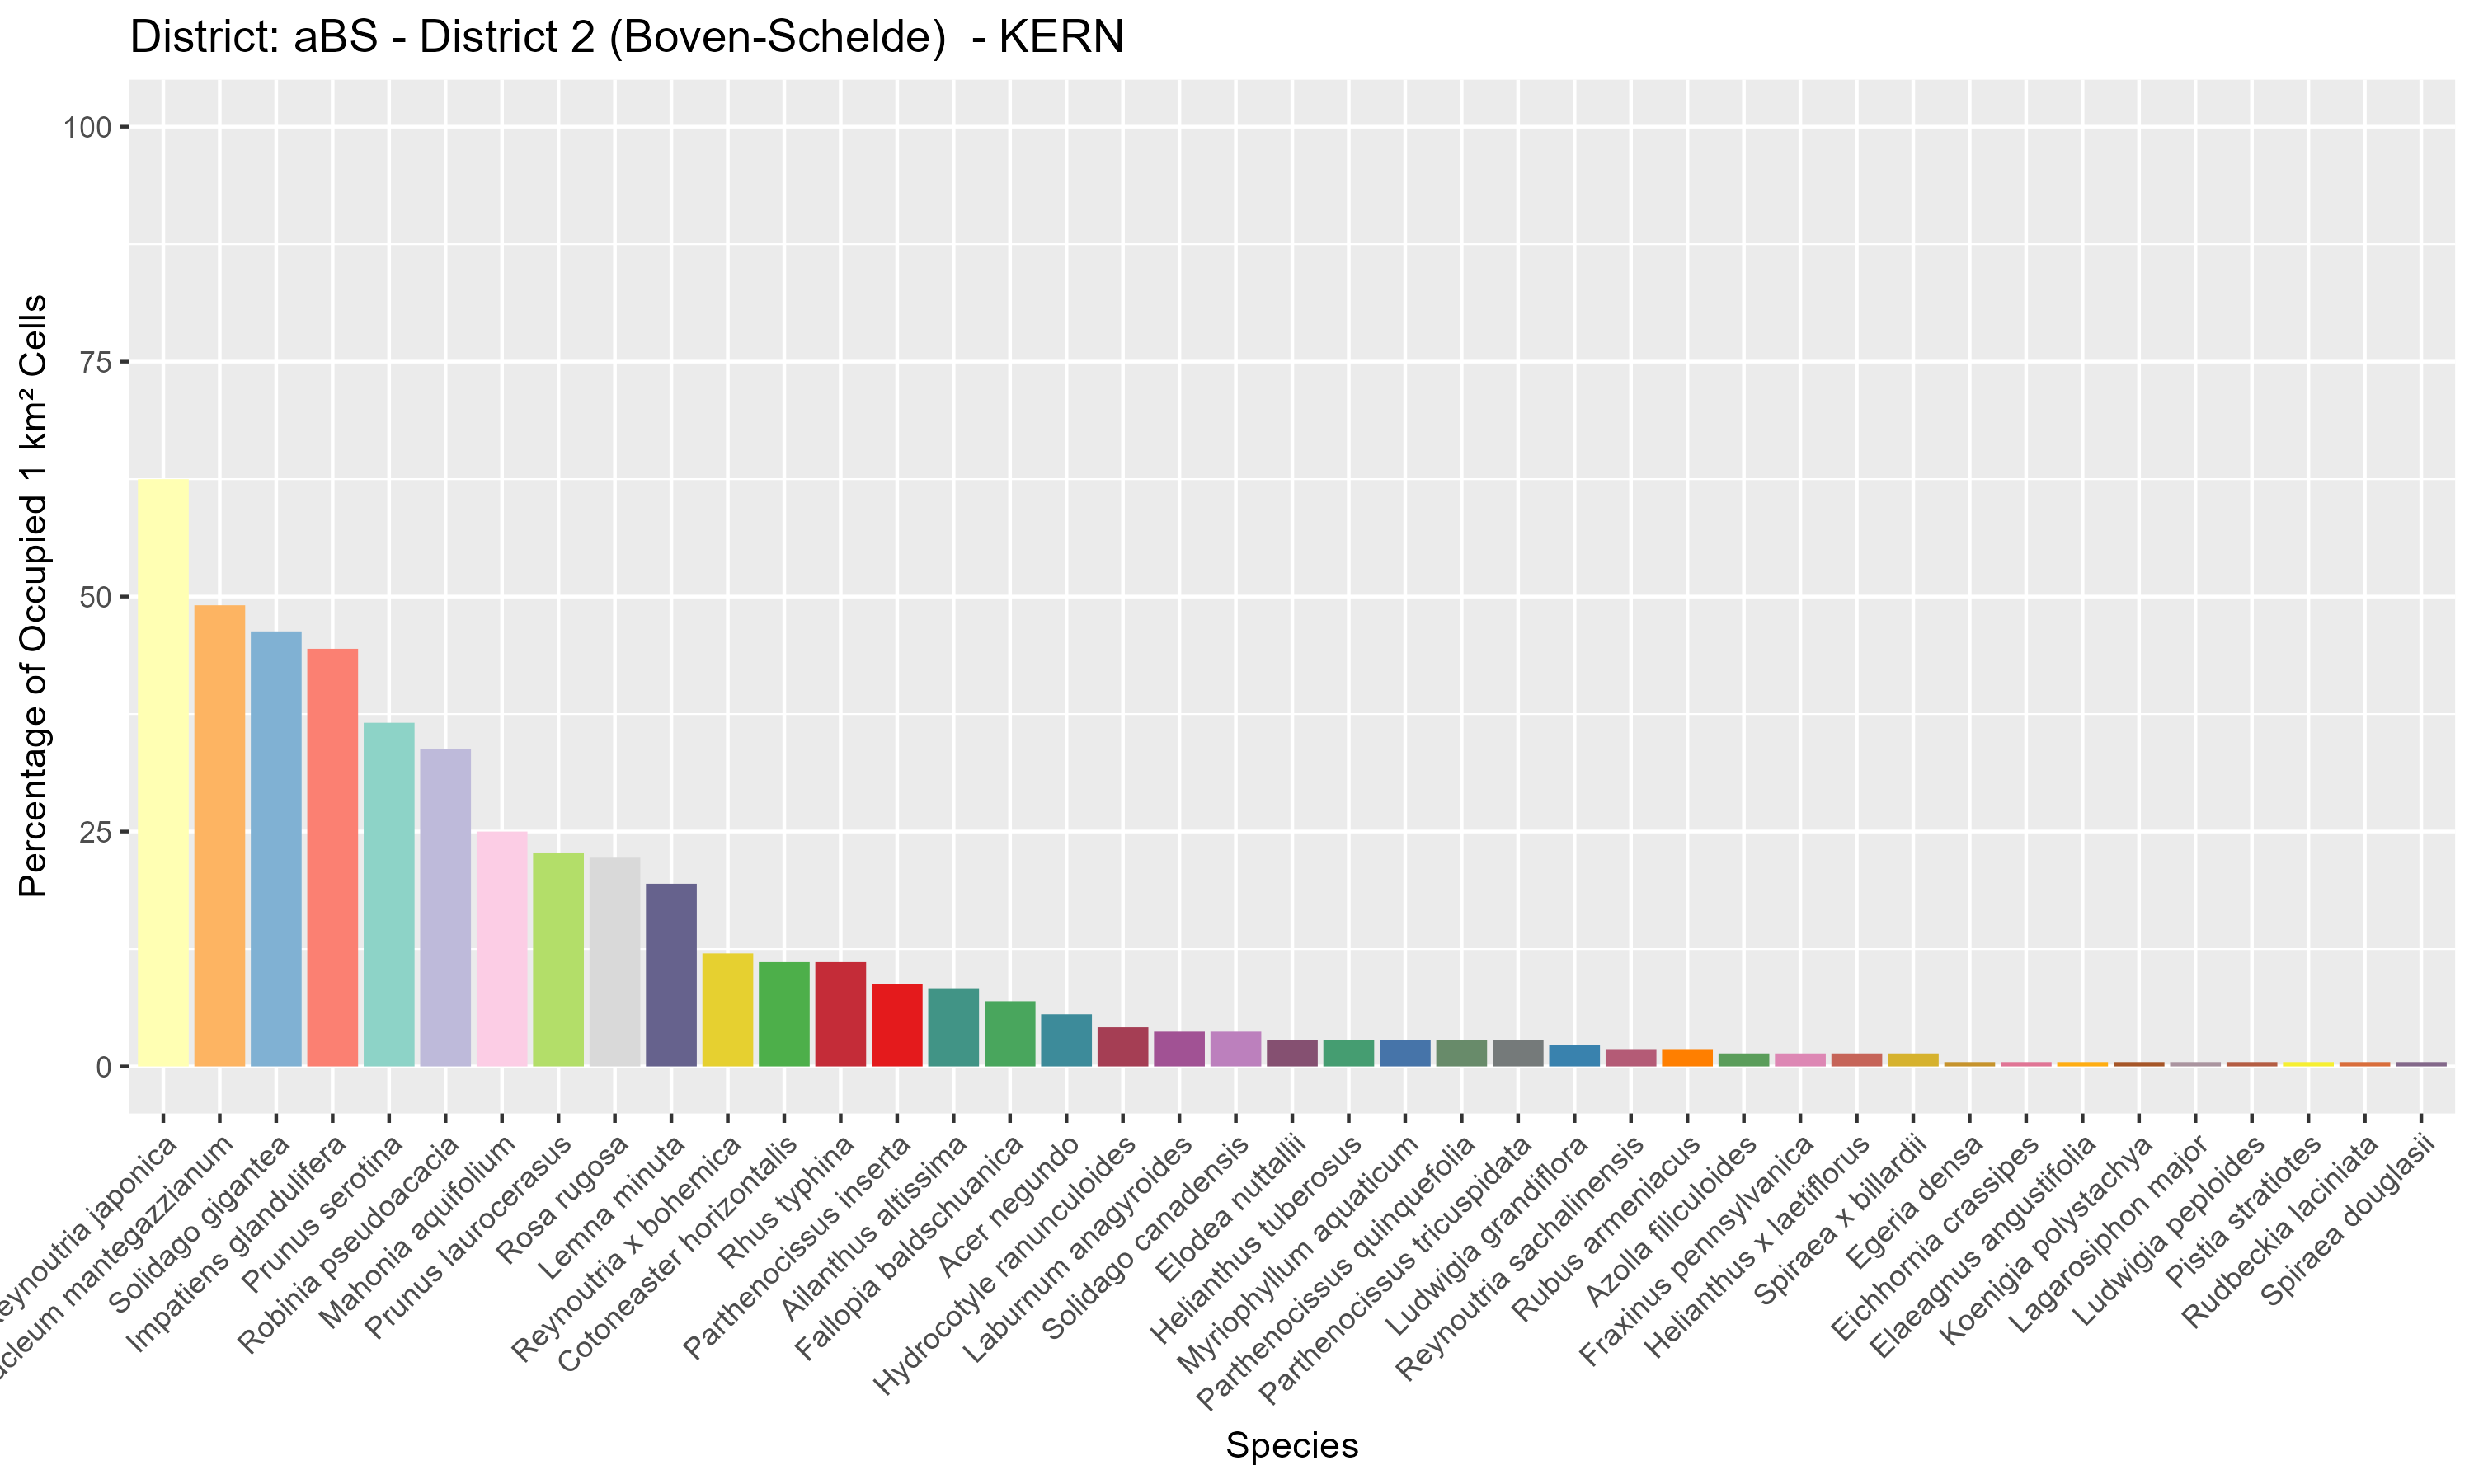 District: aBS - District 2 (Boven-Schelde)  - KERN
Percentage of Occupied 1 km² Cells
100
75
50
25
0
eynoutria japonica
cleum mantegazzianum
Solidago gigantea
Impatiens glandulifera
Prunus serotina
Robinia pseudoacacia
Mahonia aquifolium
Prunus laurocerasus
Rosa rugosa
Lemna minuta
Reynoutria x bohemica
Cotoneaster horizontalis
Rhus typhina
Parthenocissus inserta
Ailanthus altissima
Fallopia baldschuanica
Acer negundo
Hydrocotyle ranunculoides
Laburnum anagyroides
Solidago canadensis
Elodea nuttallii
Helianthus tuberosus
Myriophyllum aquaticum
Parthenocissus quinquefolia
Parthenocissus tricuspidata
Ludwigia grandiflora
Reynoutria sachalinensis
Rubus armeniacus
Azolla filiculoides
Fraxinus pennsylvanica
Helianthus x laetiflorus
Spiraea x billardii
Egeria densa
Eichhornia crassipes
Elaeagnus angustifolia
Koenigia polystachya
Lagarosiphon major
Ludwigia peploides
Pistia stratiotes
Rudbeckia laciniata
Spiraea douglasii
Species